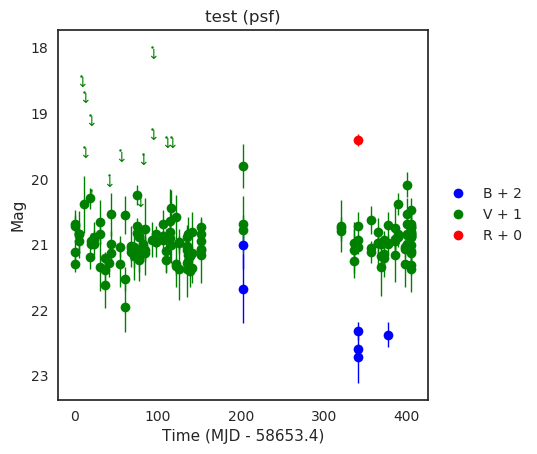 test (psf)
18
19
20
21
22
23
Mag
0
100
200
300
400
Time (MJD - 58653.4)
B + 2
V + 1
R + 0